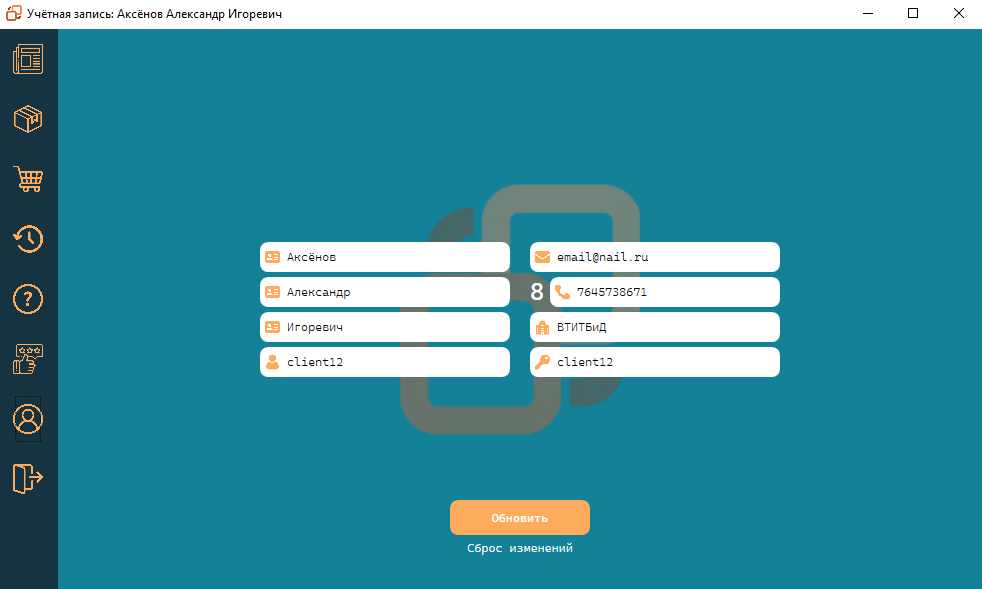 Учётная запись: Аксёнов Александр Игоревич
?
Аксёнов
email@nail.ru
Александр
8 7645738671
Игоревич
ВТИТБиД
client12
client12
Обновить
Сброс изменений